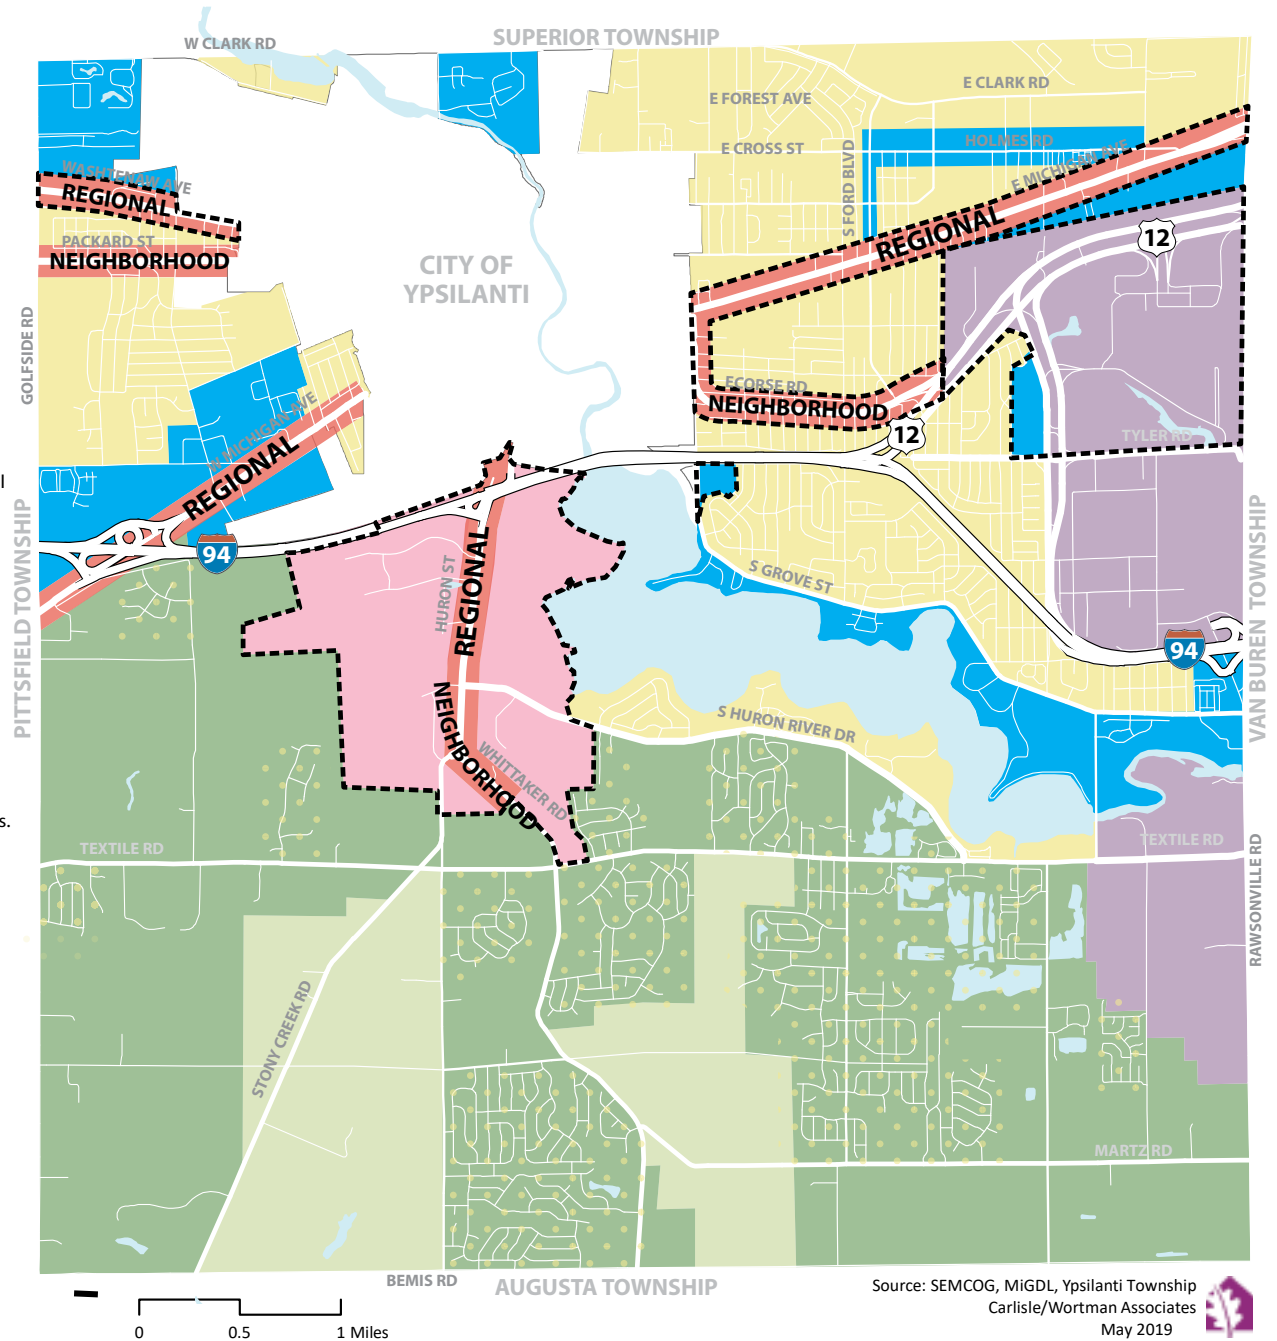 SUPERIOR TOWNSHIP
W CLARK RD
E CLARK RD
E FOREST AVE
HOLMES RD
E CROSS ST
E MICHIGAN AVE
S FORD BLVD
WASHTENAW AVE
REGIONAL
PACKARD ST
NEIGHBORHOOD
CITY OF
YPSILANTI
REGIONAL
12
GOLFSIDE RD
ECORSE RD
NEIGHBORHOOD
12
TYLER RD
W MICHIGAN AVE
REGIONAL
l
PITTSFIELD TOWNSHIP
94
HURON ST
REGIONAL
S GROVE ST
VAN BUREN TOWNSHIP
94
NEIGHBORHOOD
WHITTAKER RD
S HURON RIVER DR
s.
TEXTILE RD
TEXTILE RD
RAWSONVILLE RD
STONY CREEK RD
MARTZ RD
BEMIS RD
AUGUSTA TOWNSHIP
0 0.5 1 Miles
Source: SEMCOG, MiGDL, Ypsilanti Township
Carlisle/Wortman Associates
May 2019